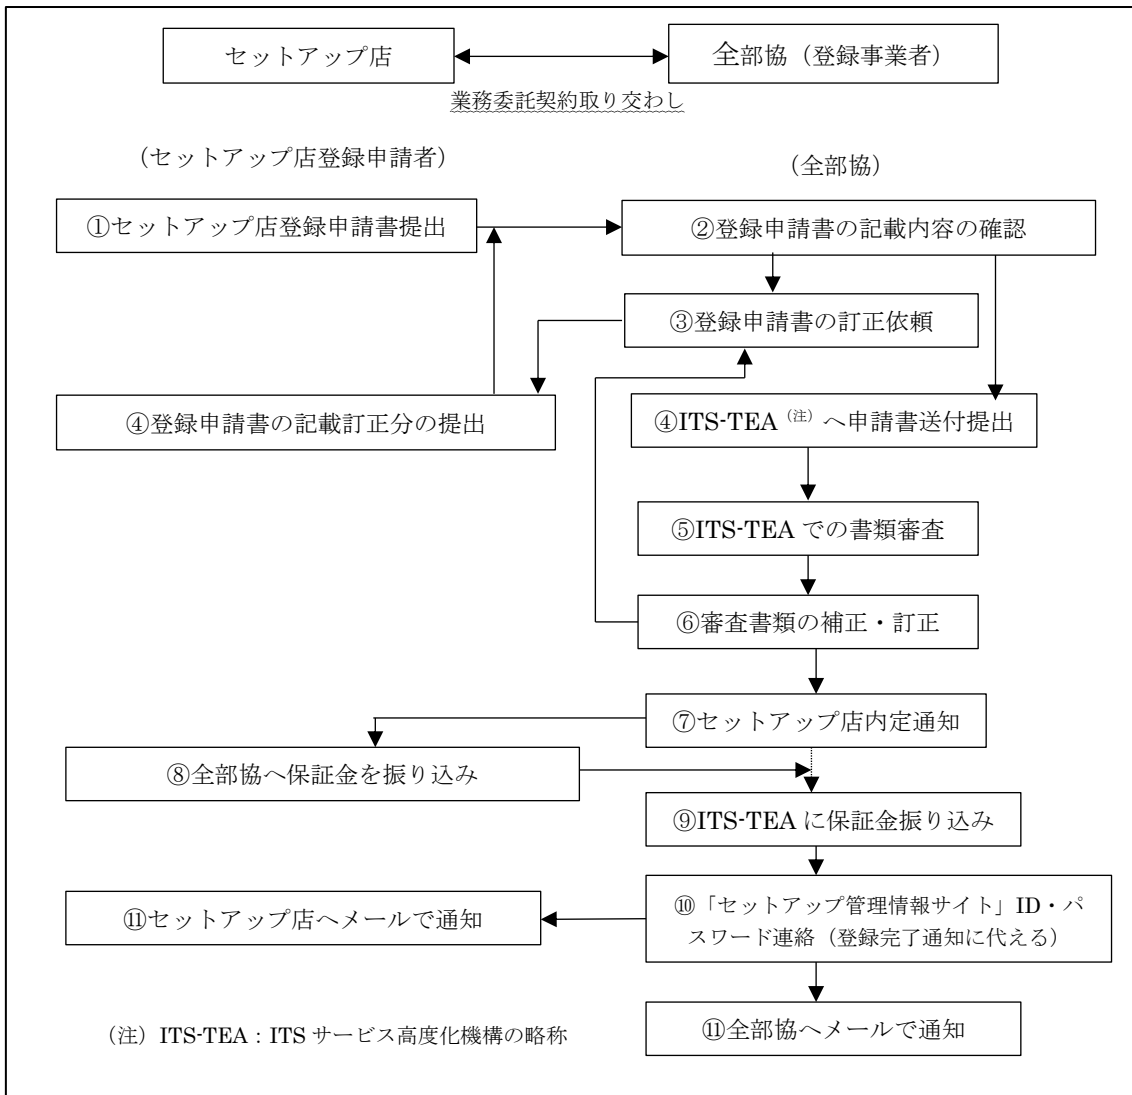 セットアップ店
全部協（登録事業者）
業務委託契約取り交わし
（セットアップ店登録申請者）
（全部協）
①セットアップ店登録申請書提出
②登録申請書の記載内容の確認
③登録申請書の訂正依頼
④登録申請書の記載訂正分の提出
④ITS-TEA（注）へ申請書送付提出
⑤ITS-TEA での書類審査
⑥審査書類の補正・訂正
⑦セットアップ店内定通知
⑧全部協へ保証金を振り込み
⑨ITS-TEA に保証金振り込み
⑩「セットアップ管理情報サイト」ID・パ
スワード連絡（登録完了通知に代える）
⑪セットアップ店へメールで通知
⑪全部協へメールで通知
（注）ITS-TEA：ITS サービス高度化機構の略称